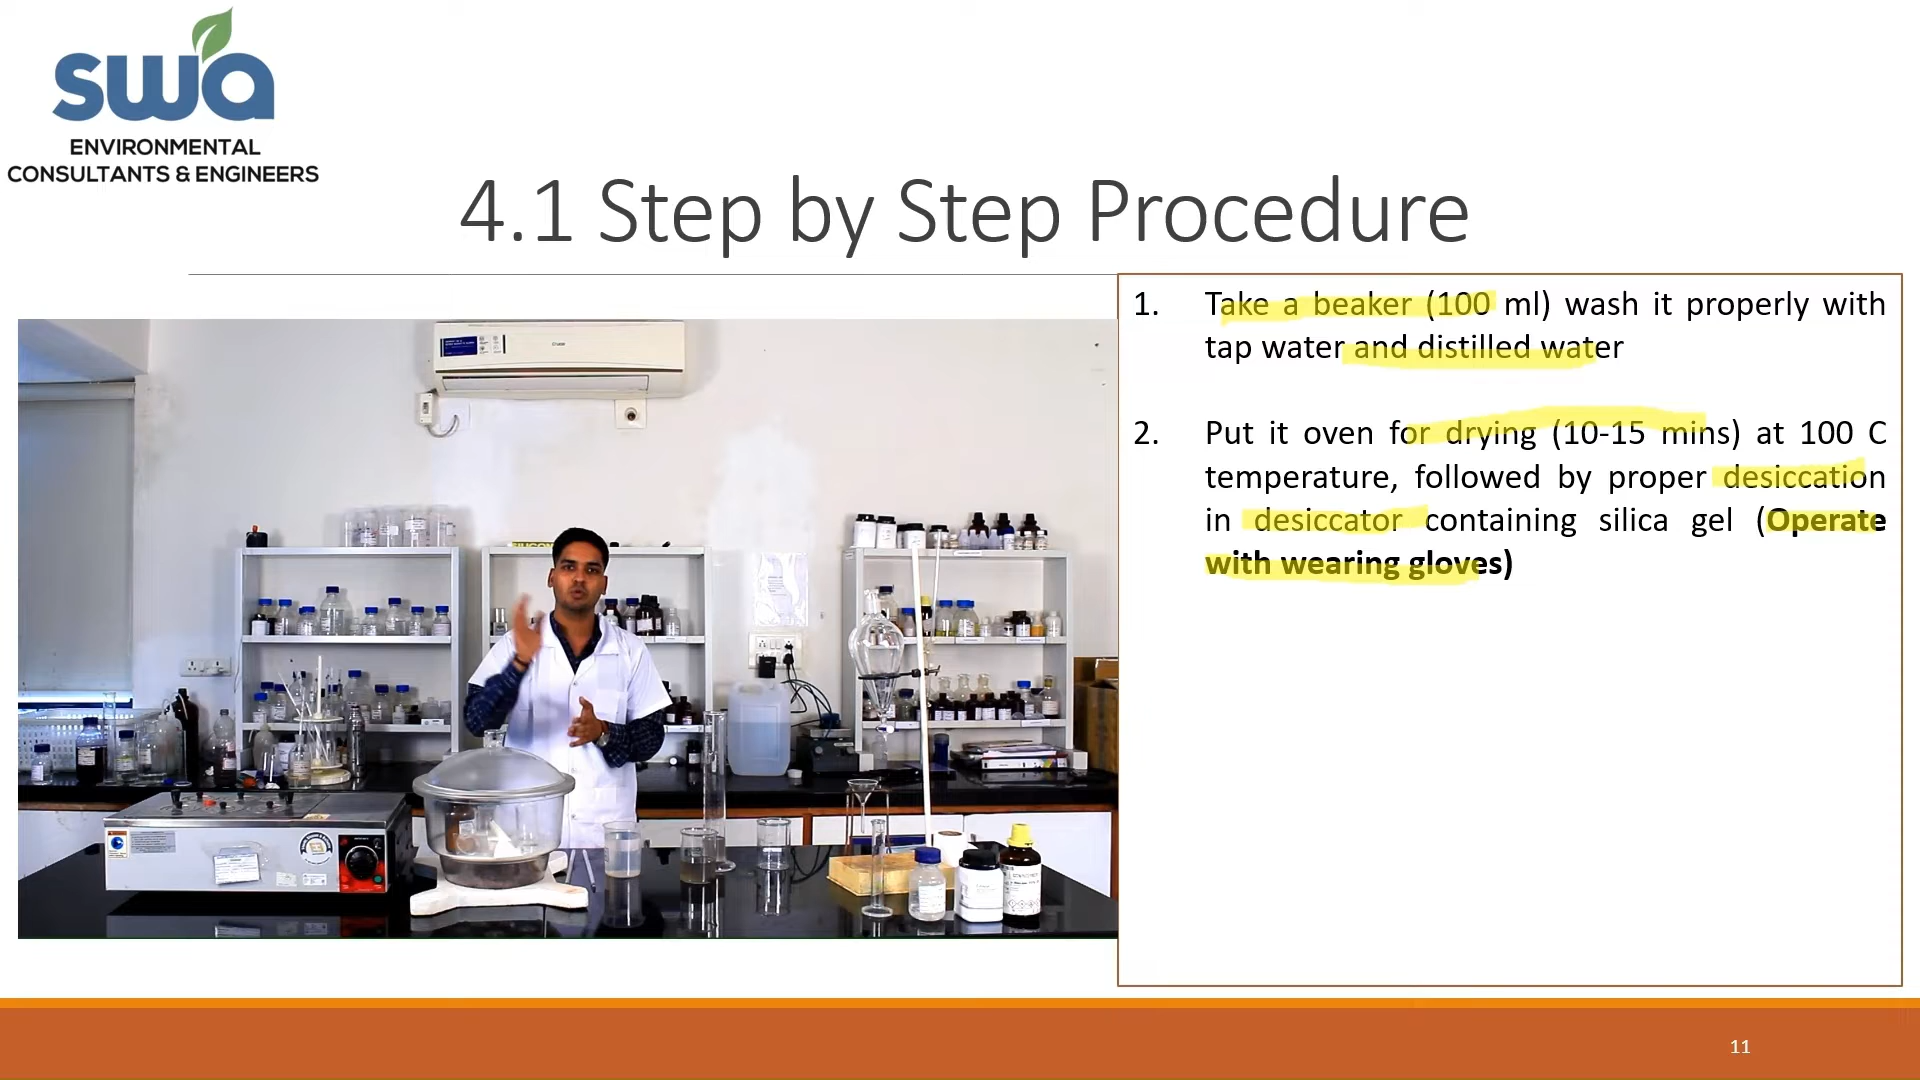 swa
ENVIRONMENTAL
CONSULTANTS & ENGINEERS
4.1 Step by Step Procedure
1. Take a beaker (100 ml) wash it properly with
tap water and distilled water
2. Put it oven for drying (10-15 mins) at 100 C
temperature, followed by proper desiccation
in desiccator containing silica gel (Operate
with wearing gloves)
11